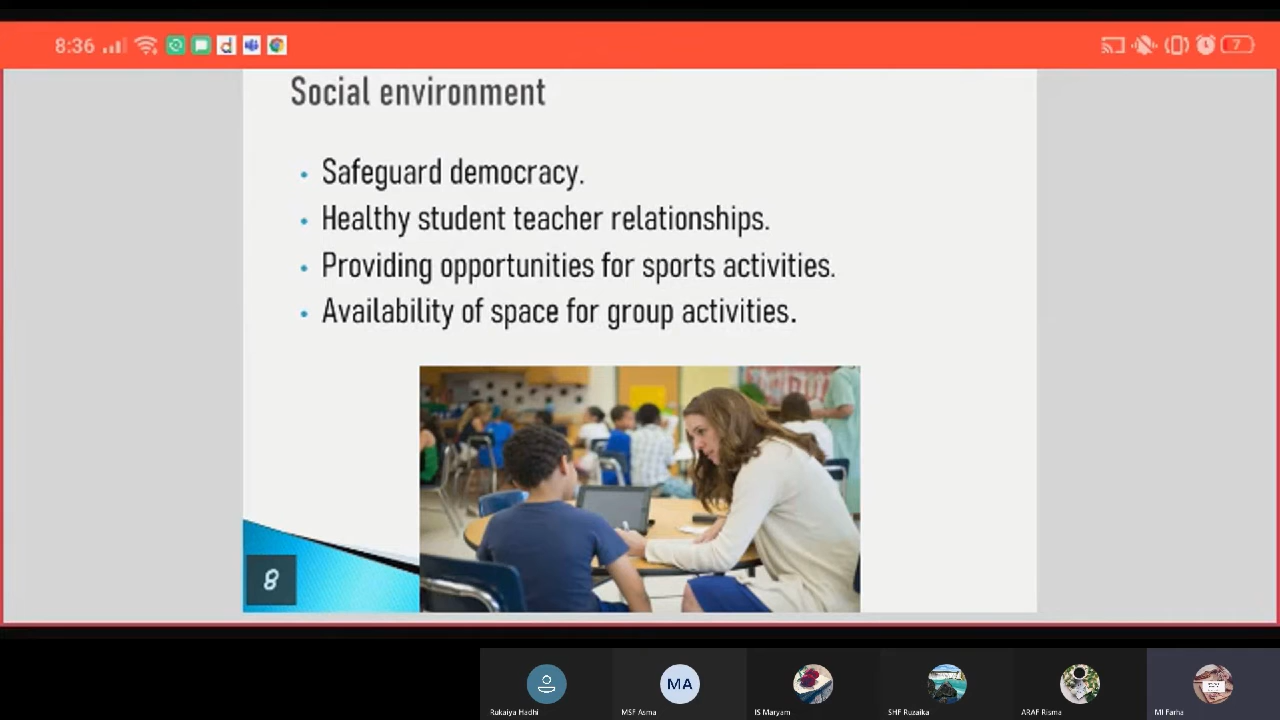 8:36
7
Social environment
• Safeguard democracy.
• Healthy student teacher relationships.
• Providing opportunities for sports activities.
• Availability of space for group activities.
8
MA
Rukaiya Hadhi
MSF Asma
IS Maryam
SHF Ruzaika
ARAF Risma
MI Farha